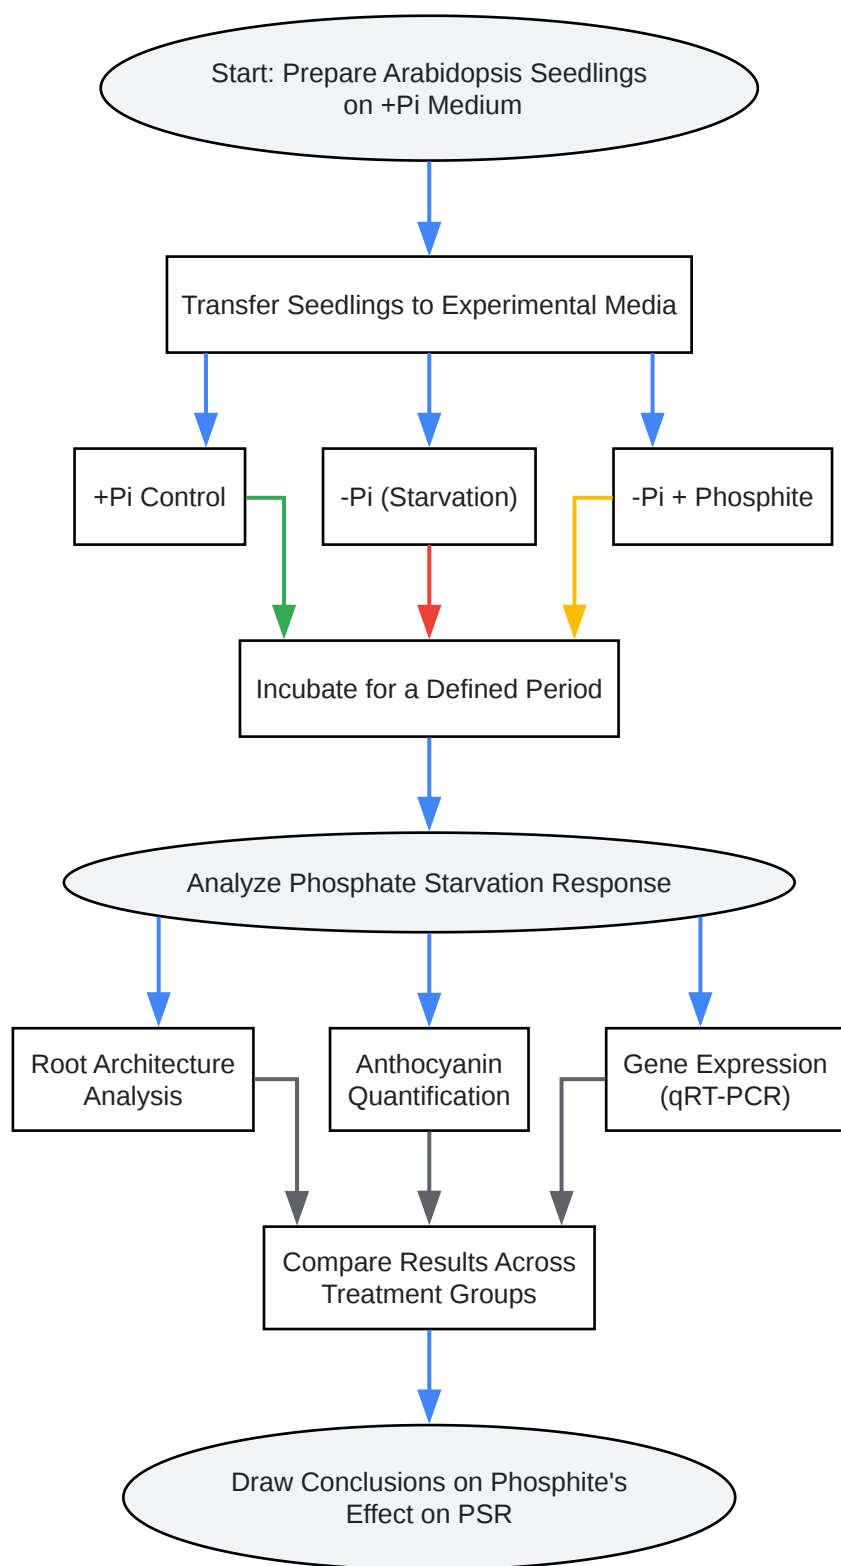 Start: Prepare Arabidopsis Seedlings
on +Pi Medium
Transfer Seedlings to Experimental Media
+Pi Control
-Pi (Starvation)
-Pi + Phosphite
Incubate for a Defined Period
Analyze Phosphate Starvation Response
Root Architecture
Analysis
Anthocyanin
Quantification
Gene Expression
(qRT-PCR)
Compare Results Across
Treatment Groups
Draw Conclusions on Phosphite's
Effect on PSR